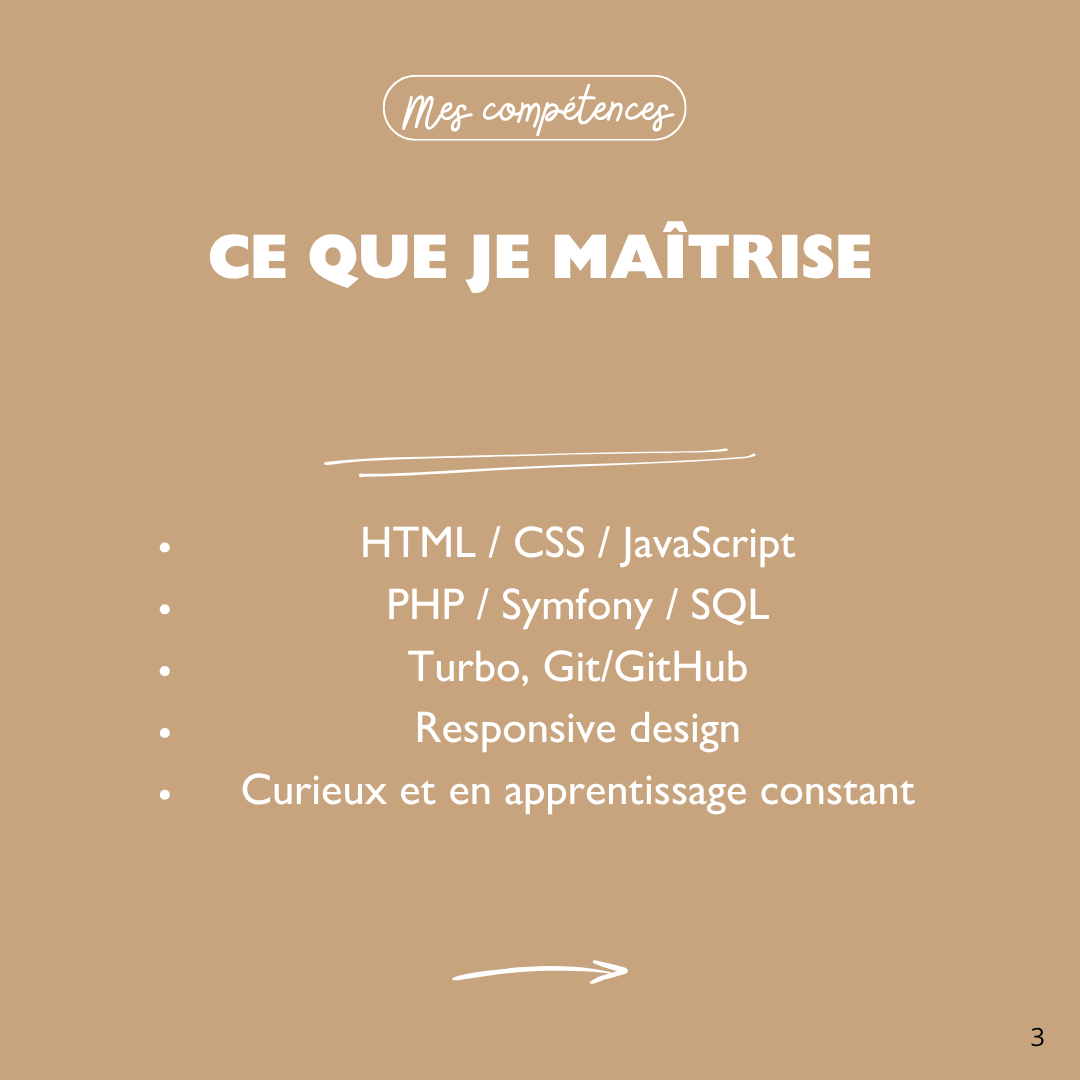 Mes compétences
CE QUE JE MAÎTRISE
• HTML / CSS / JavaScript
• PHP / Symfony / SQL
• Turbo, Git/GitHub
• Responsive design
• Curieux et en apprentissage constant
3